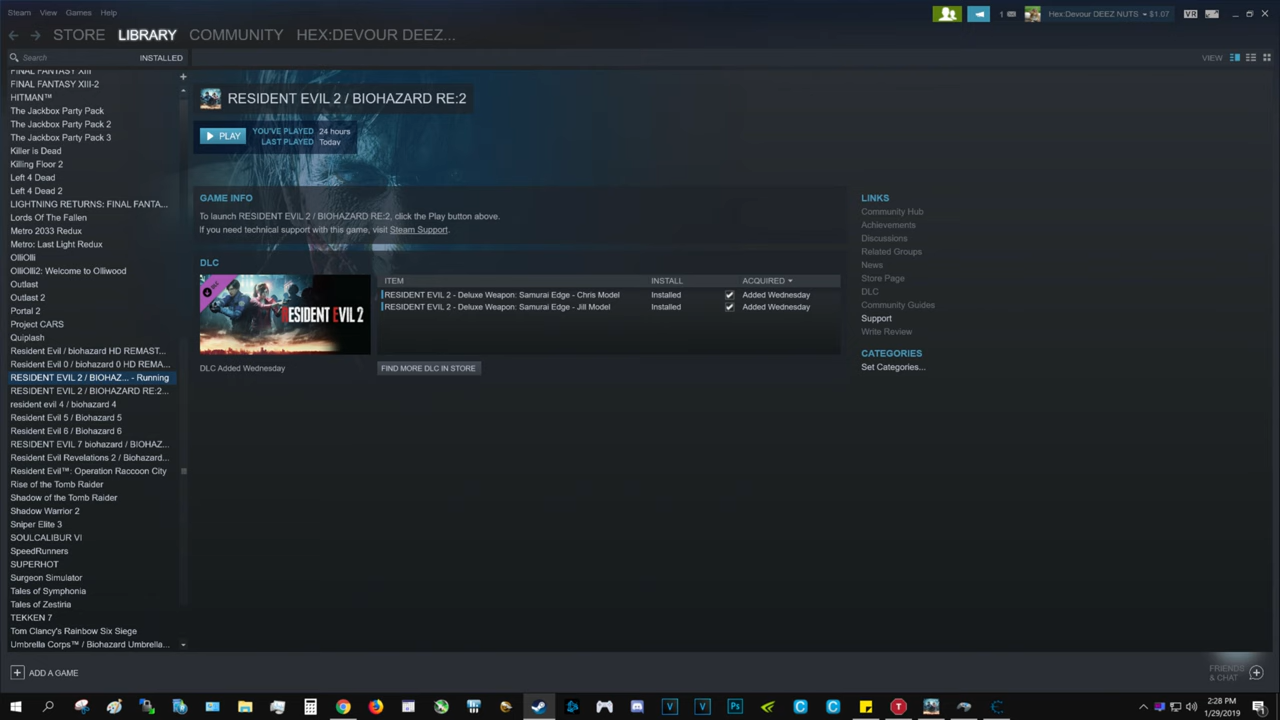 Steam View Games Help
1 Hex:Devour DEEZ NUTS $1.07 VR
STORE LIBRARY COMMUNITY HEX:DEVOUR DEEZ...
Search INSTALLED VIEW
FINAL FANTASY XIII
FINAL FANTASY XIII-2
HITMAN™
The Jackbox Party Pack
The Jackbox Party Pack 2
The Jackbox Party Pack 3
Killer is Dead
Killing Floor 2
Left 4 Dead
Left 4 Dead 2
LIGHTNING RETURNS: FINAL FANTA...
Lords Of The Fallen
Metro 2033 Redux
Metro: Last Light Redux
OlliOlli
OlliOlli2: Welcome to Olliwood
Outlast
Outlast 2
Portal 2
Project CARS
Quiplash
Resident Evil / biohazard HD REMAST...
Resident Evil 0 / biohazard 0 HD REMA...
RESIDENT EVIL 2 / BIOHAZ... - Running
RESIDENT EVIL 2 / BIOHAZARD RE:2...
resident evil 4 / biohazard 4
Resident Evil 5 / Biohazard 5
Resident Evil 6 / Biohazard 6
RESIDENT EVIL 7 biohazard / BIOHAZ...
Resident Evil Revelations 2 / Biohazard...
Resident Evil™: Operation Raccoon City
Rise of the Tomb Raider
Shadow of the Tomb Raider
Shadow Warrior 2
Sniper Elite 3
SOULCALIBUR VI
SpeedRunners
SUPERHOT
Surgeon Simulator
Tales of Symphonia
Tales of Zestiria
TEKKEN 7
Tom Clancy's Rainbow Six Siege
Umbrella Corps™ / Biohazard Umbrella...
RESIDENT EVIL 2 / BIOHAZARD RE:2
PLAY
YOU'VE PLAYED 24 hours
LAST PLAYED Today
GAME INFO
To launch RESIDENT EVIL 2 / BIOHAZARD RE:2, click the Play button above.
If you need technical support with this game, visit Steam Support.
DLC
DLC
RESIDENT EVIL 2
DLC Added Wednesday
ITEM INSTALL ACQUIRED
RESIDENT EVIL 2 - Deluxe Weapon: Samurai Edge - Chris Model Installed Added Wednesday
RESIDENT EVIL 2 - Deluxe Weapon: Samurai Edge - Jill Model Installed Added Wednesday
FIND MORE DLC IN STORE
LINKS
Community Hub
Achievements
Discussions
Related Groups
News
Store Page
DLC
Community Guides
Support
Write Review
CATEGORIES
Set Categories...
ADD A GAME
FRIENDS
& CHAT
2:28 PM
1/29/2019